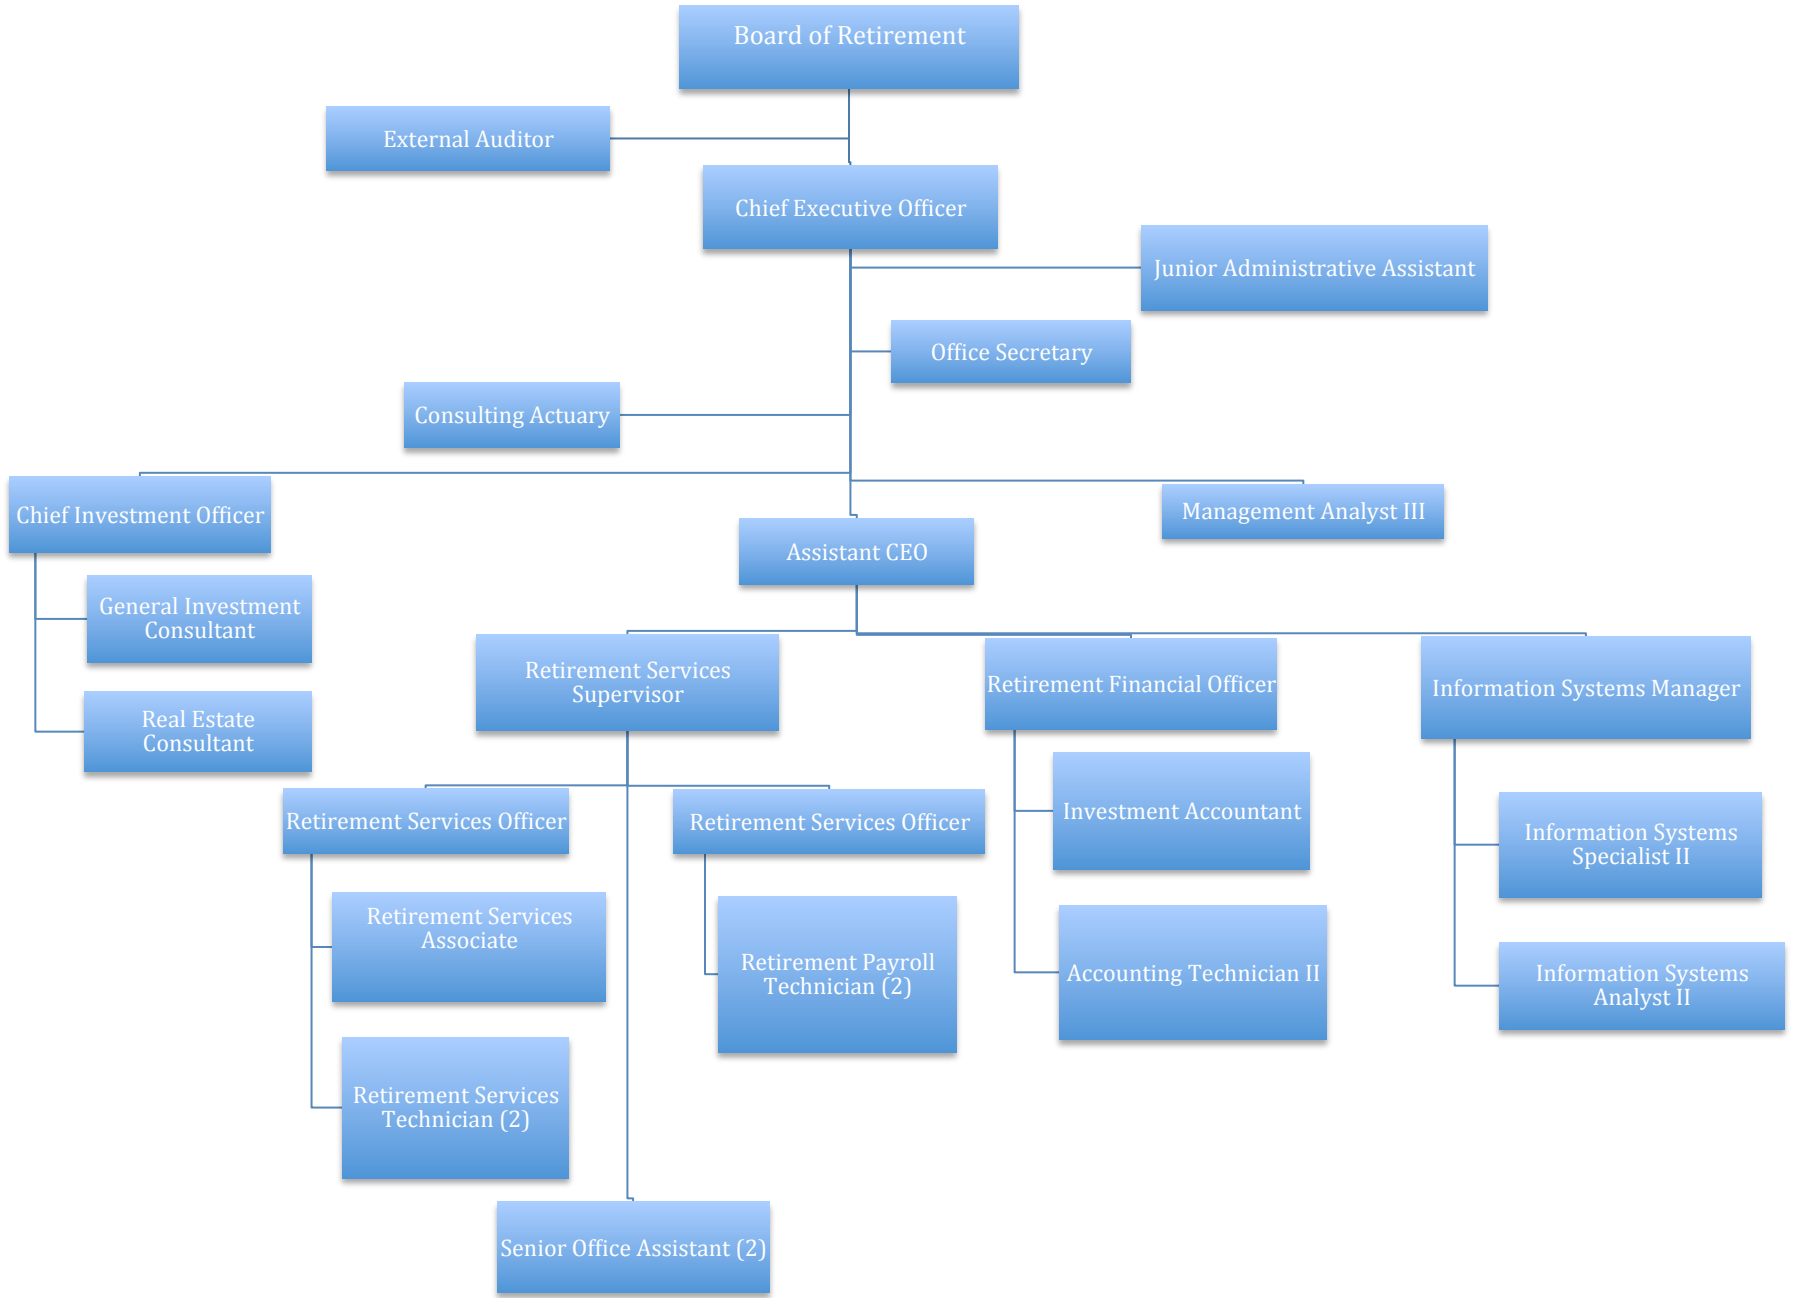 Board of Retirement
External Auditor
Chief Executive Officer
Junior Administrative Assistant
Office Secretary
Consulting Actuary
Chief Investment Officer
Management Analyst III
Assistant CEO
General Investment
Consultant
Real Estate
Consultant
Retirement Services
Supervisor
Retirement Financial Officer
Information Systems Manager
Retirement Services Officer
Retirement Services Officer
Investment Accountant
Information Systems
Specialist II
Retirement Services
Associate
Retirement Payroll
Technician (2)
Accounting Technician II
Information Systems
Analyst II
Retirement Services
Technician (2)
Senior Office Assistant (2)